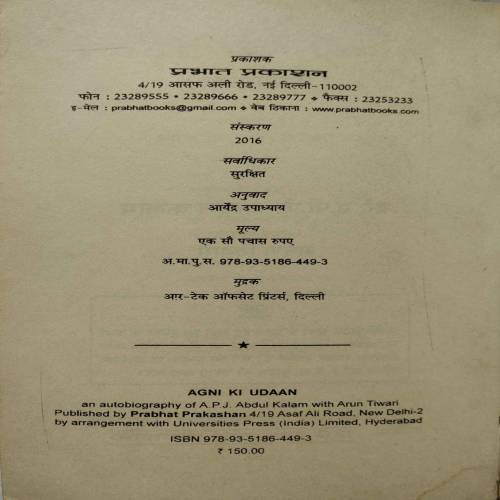 प्रकाशक
प्रभात प्रकाशन
4/19 आसफ अली रोड, नई दिल्ली-110002
फोन : 23289555 • 23289666 • 23289777 ❖ फैक्स : 23253233
इ-मेल : prabhatbooks@gmail.com ❖ वेब ठिकाना : www.prabhatbooks.com
संस्करण
2016
सर्वाधिकार
सुरक्षित
अनुवाद
आर्येंद्र उपाध्याय
मूल्य
एक सौ पचास रुपए
अ.मा.पु.स. 978-93-5186-449-3
मुद्रक
आर-टेक ऑफसेट प्रिंटर्स, दिल्ली
★
AGNI KI UDAAN
an autobiography of A.P.J. Abdul Kalam with Arun Tiwari
Published by Prabhat Prakashan 4/19 Asaf Ali Road, New Delhi-2
by arrangement with Universities Press (India) Limited, Hyderabad
ISBN 978-93-5186-449-3
₹ 150.00